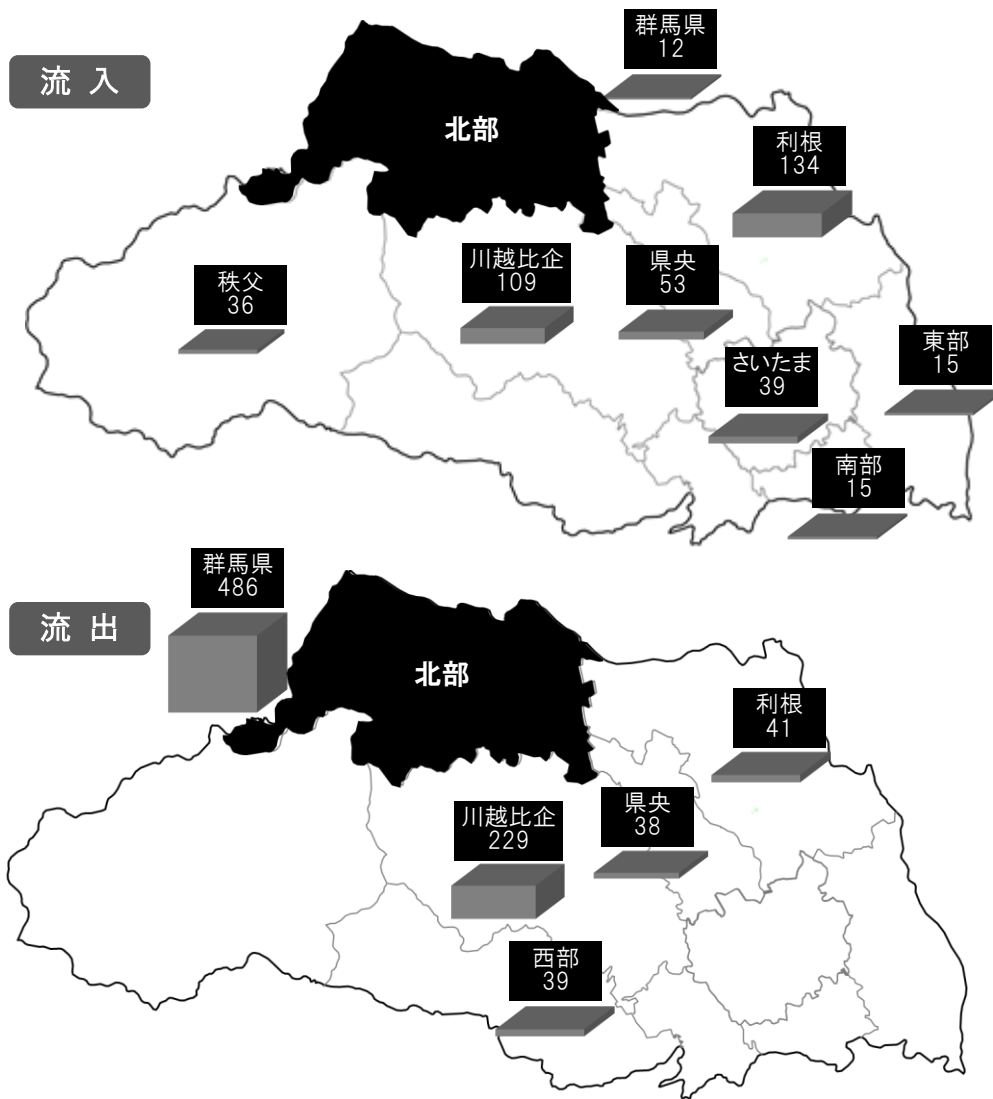 流入
群馬県
12
北部
利根
134
川越比企
109
県央
53
秩父
36
さいたま
39
東部
15
南部
15
流出
群馬県
486
北部
利根
41
県央
38
川越比企
229
西部
39